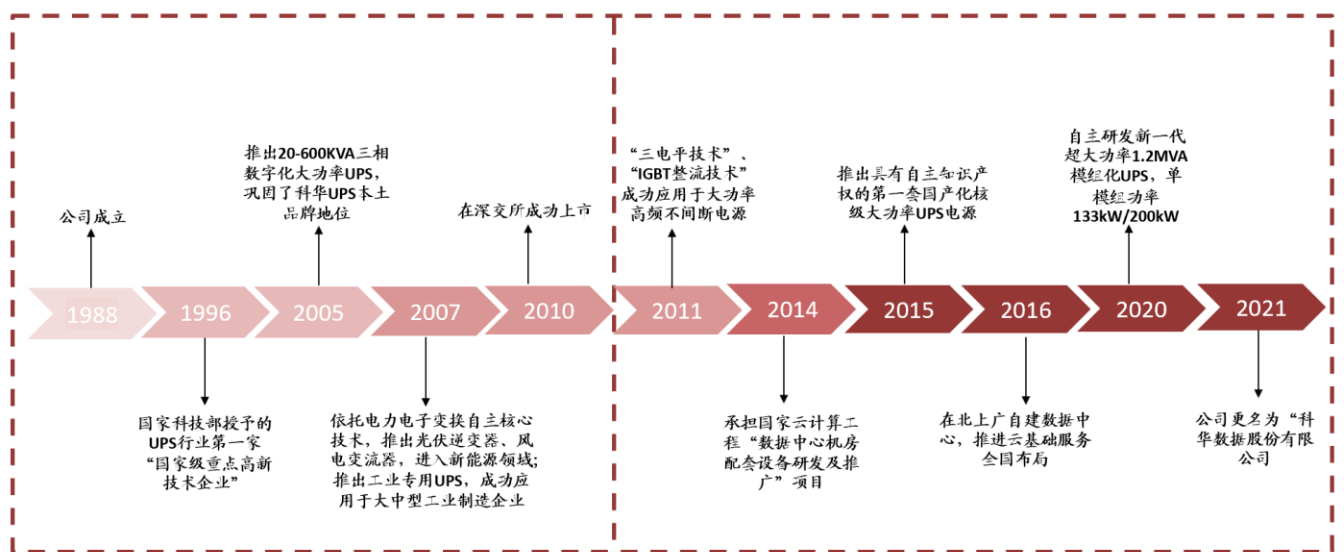 公司成立
推出20-600KVA三相
数字化大功率UPS，
巩固了科华UPS本土
品牌地位
在深交所成功上市
“三电平技术”、
“IGBT整流技术”
成功应用于大功率
高频不间断电源
推出具有自主知识产
权的第一套国产化核
级大功率UPS电源
自主研发新一代
超大功率1.2MVA
模组化UPS，单
模组功率
133kW/200kW
1988
1996
2005
2007
2010
2011
2014
2015
2016
2020
2021
国家科技部授予的
UPS行业第一家
“国家级重点高新
技术企业”
依托电力电子变换自主核心
技术，推出光伏逆变器、风
电变流器，进入新能源领域；
推出工业专用UPS，成功应
用于大中型工业制造企业
承担国家云计算工
程“数据中心机房
配套设备研发及推
广”项目
在北上广自建数据中
心，推进云基础服务
全国布局
公司更名为“科
华数据股份有限
公司